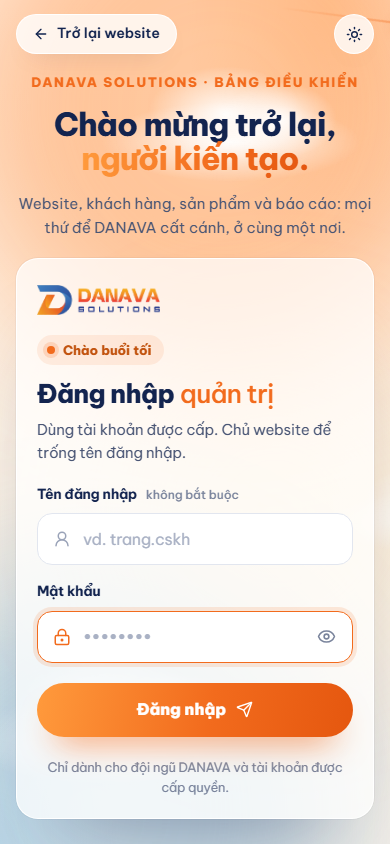 Trở lại website
DANAVA SOLUTIONS · BẢNG ĐIỀU KHIỂN
Chào mừng trở lại,
người kiến tạo.
Website, khách hàng, sản phẩm và báo cáo: mọi
thứ để DANAVA cất cánh, ở cùng một nơi.
DANAVA
SOLUTIONS
Chào buổi tối
Đăng nhập quản trị
Dùng tài khoản được cấp. Chủ website để
trống tên đăng nhập.
Tên đăng nhập không bắt buộc
vd. trang.cskh
Mật khẩu
••••••••
Đăng nhập
Chỉ dành cho đội ngũ DANAVA và tài khoản được
cấp quyền.